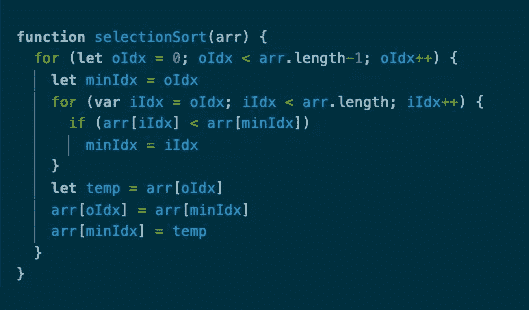 function selectionSort(arr) {
  for (let oIdx = 0; oIdx < arr.length-1; oIdx++) {
    let minIdx = oIdx
    for (var iIdx = oIdx; iIdx < arr.length; iIdx++) {
      if (arr[iIdx] < arr[minIdx])
        minIdx = iIdx
    }
    let temp = arr[oIdx]
    arr[oIdx] = arr[minIdx]
    arr[minIdx] = temp
  }
}